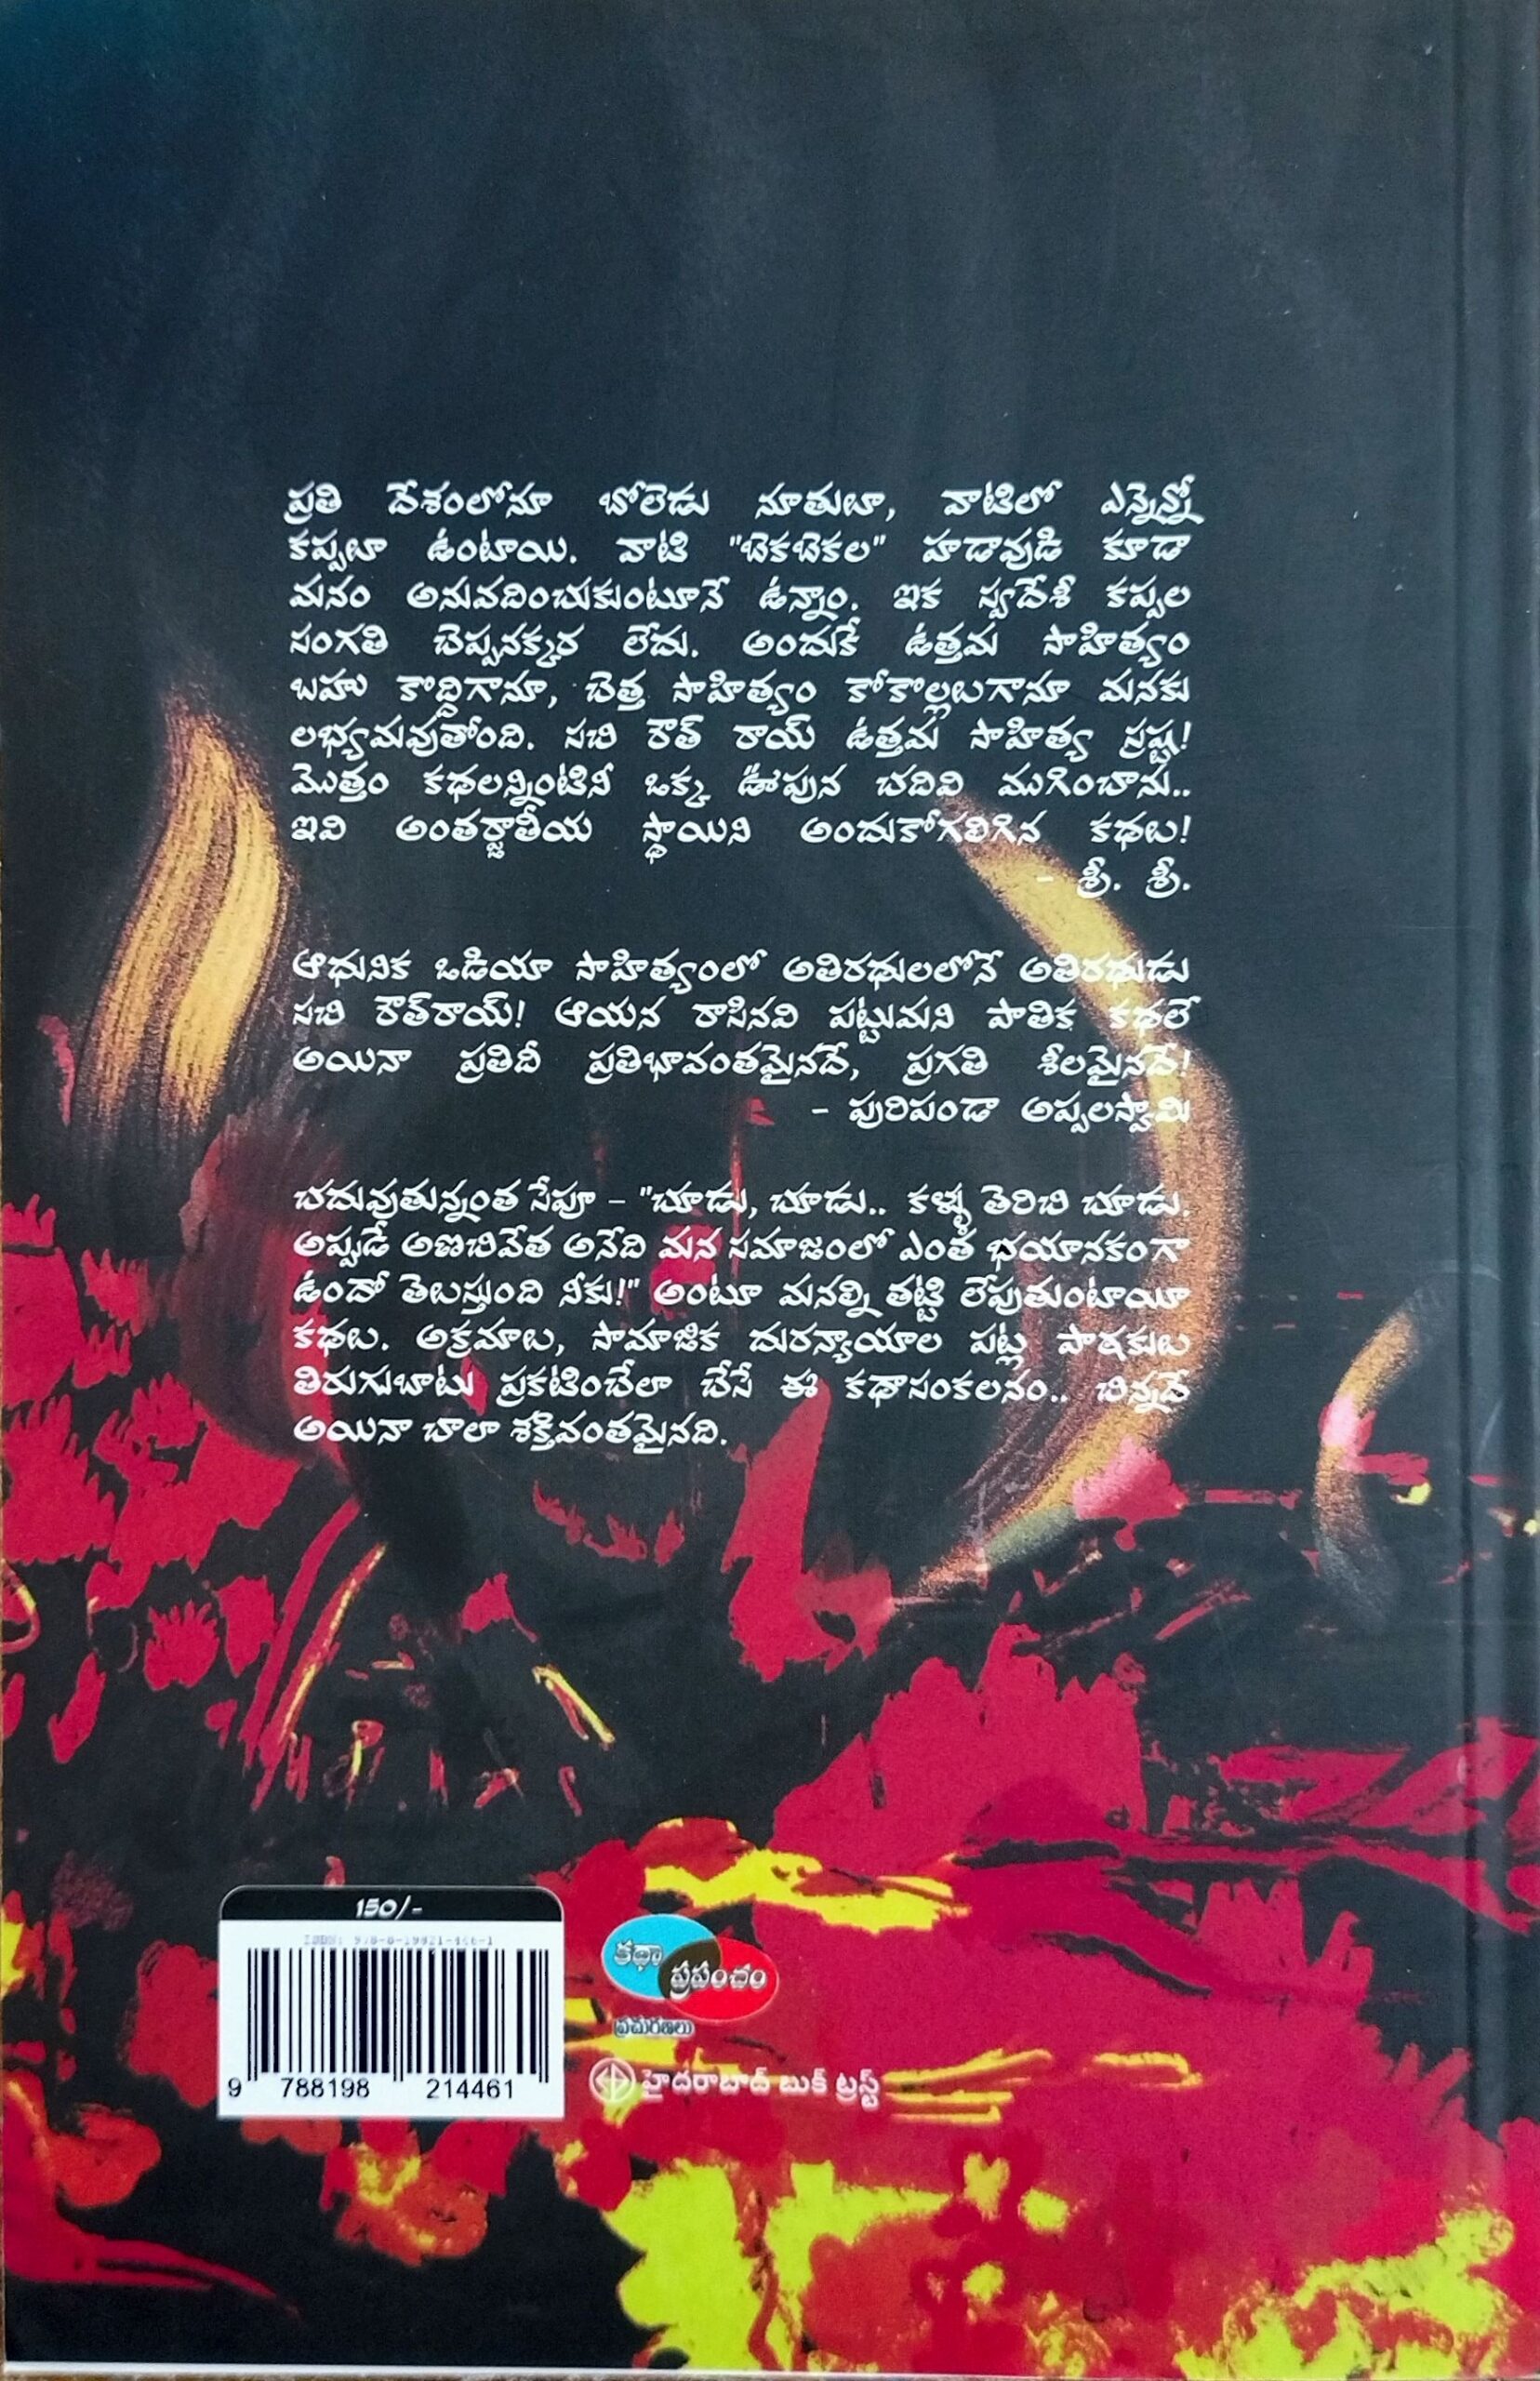 ప్రతి దేశంలోనూ బోలెడు నూతులూ, వాటిలో ఎన్నెన్నో
కప్పలూ ఉంటాయి. వాటి "బెకబెకల" హడావుడి కూడా
మనం అనువదించుకుంటూనే ఉన్నాం. ఇక స్వదేశీ కప్పల
సంగతి చెప్పనక్కర లేదు. అందుకే ఉత్తమ సాహిత్యం
బహు కొద్దిగానూ, చెత్త సాహిత్యం కోకొల్లలుగానూ మనకు
లభ్యమవుతోంది. సచి రౌత్ రాయ్ ఉత్తమ సాహిత్య స్రష్ట!
మొత్తం కథలన్నింటినీ ఒక్క ఊపున చదివి ముగించాను..
ఇవి అంతర్జాతీయ స్థాయిని అందుకోగలిగిన కథలు!
- శ్రీ. శ్రీ.
ఆధునిక ఒడియా సాహిత్యంలో అతిరథులలోనే అతిరథుడు
సచి రౌత్‌రాయ్! ఆయన రాసినవి పట్టుమని పాతిక కథలే
అయినా ప్రతిదీ ప్రతిభావంతమైనదే, ప్రగతి శీలమైనదే!
- పురిపండా అప్పలస్వామి
చదువుతున్నంత సేపూ - "చూడు, చూడు.. కళ్ళు తెరిచి చూడు.
అప్పుడే అణచివేత అనేది మన సమాజంలో ఎంత భయానకంగా
ఉందో తెలుస్తుంది నీకు!" అంటూ మనల్ని తట్టి లేపుతుంటాయీ
కథలు. అక్రమాలు, సామాజిక దురన్యాయాల పట్ల పాఠకులు
తిరుగుబాటు ప్రకటించేలా చేసే ఈ కథాసంకలనం.. చిన్నదే
అయినా చాలా శక్తివంతమైనది.
150/-
9 788198 214461
కథా
ప్రపంచం
ప్రచురణలు
హైదరాబాద్ బుక్ ట్రస్ట్